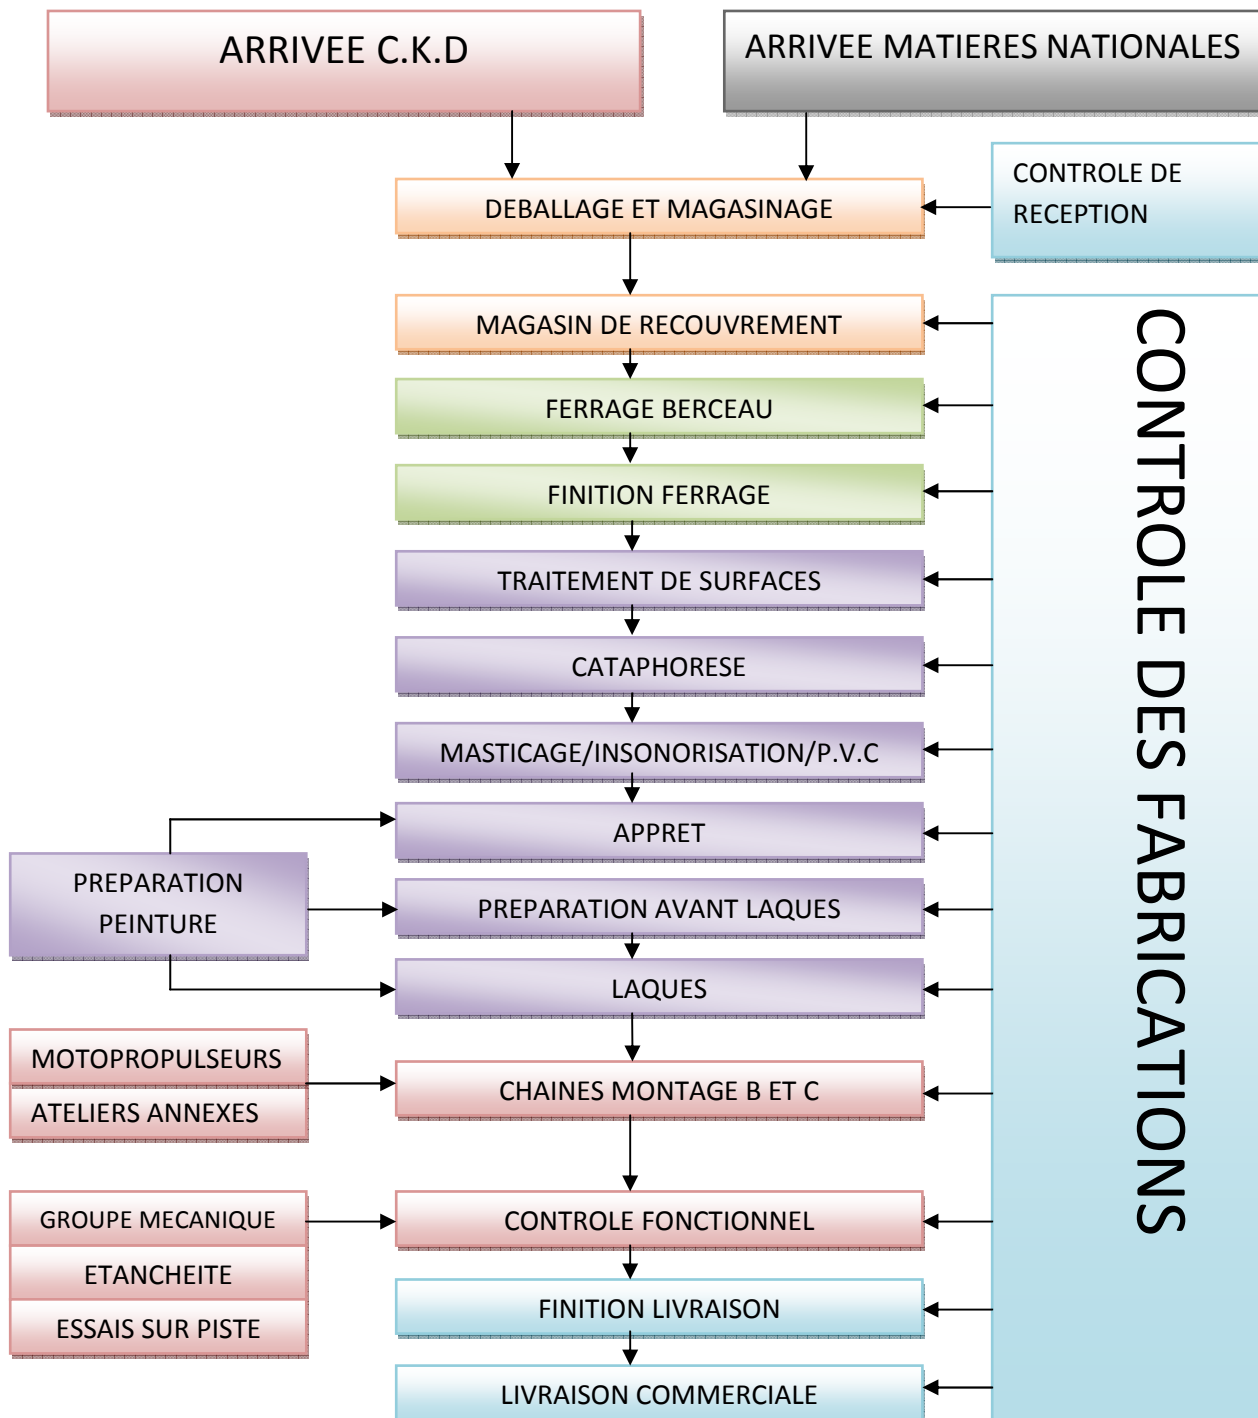 ARRIVEE C.K.D
ARRIVEE MATIERES NATIONALES
CONTROLE DE
RECEPTION
DEBALLAGE ET MAGASINAGE
MAGASIN DE RECOUVREMENT
FERRAGE BERCEAU
FINITION FERRAGE
TRAITEMENT DE SURFACES
CATAPHORESE
MASTICAGE/INSONORISATION/P.V.C
APPRET
PREPARATION
PEINTURE
PREPARATION AVANT LAQUES
LAQUES
MOTOPROPULSEURS
ATELIERS ANNEXES
CHAINES MONTAGE B ET C
GROUPE MECANIQUE
ETANCHEITE
ESSAIS SUR PISTE
CONTROLE FONCTIONNEL
FINITION LIVRAISON
LIVRAISON COMMERCIALE
CONTROLE DES FABRICATIONS